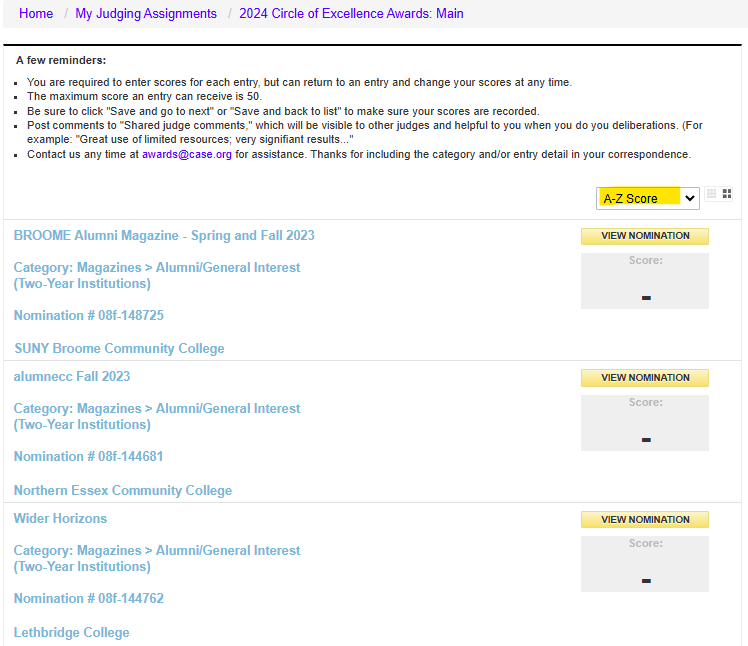 Home / My Judging Assignments / 2024 Circle of Excellence Awards: Main
A few reminders:
▪ You are required to enter scores for each entry, but can return to an entry and change your scores at any time.
▪ The maximum score an entry can receive is 50.
▪ Be sure to click "Save and go to next" or "Save and back to list" to make sure your scores are recorded.
▪ Post comments to "Shared judge comments," which will be visible to other judges and helpful to you when you do you deliberations. (For
example: "Great use of limited resources; very signifiant results..."
▪ Contact us any time at awards@case.org for assistance. Thanks for including the category and/or entry detail in your correspondence.
A-Z Score
BROOME Alumni Magazine - Spring and Fall 2023
VIEW NOMINATION
Score:
-
Category: Magazines > Alumni/General Interest
(Two-Year Institutions)
Nomination # 08f-148725
SUNY Broome Community College
alumnecc Fall 2023
VIEW NOMINATION
Score:
-
Category: Magazines > Alumni/General Interest
(Two-Year Institutions)
Nomination # 08f-144681
Northern Essex Community College
Wider Horizons
VIEW NOMINATION
Score:
-
Category: Magazines > Alumni/General Interest
(Two-Year Institutions)
Nomination # 08f-144762
Lethbridge College